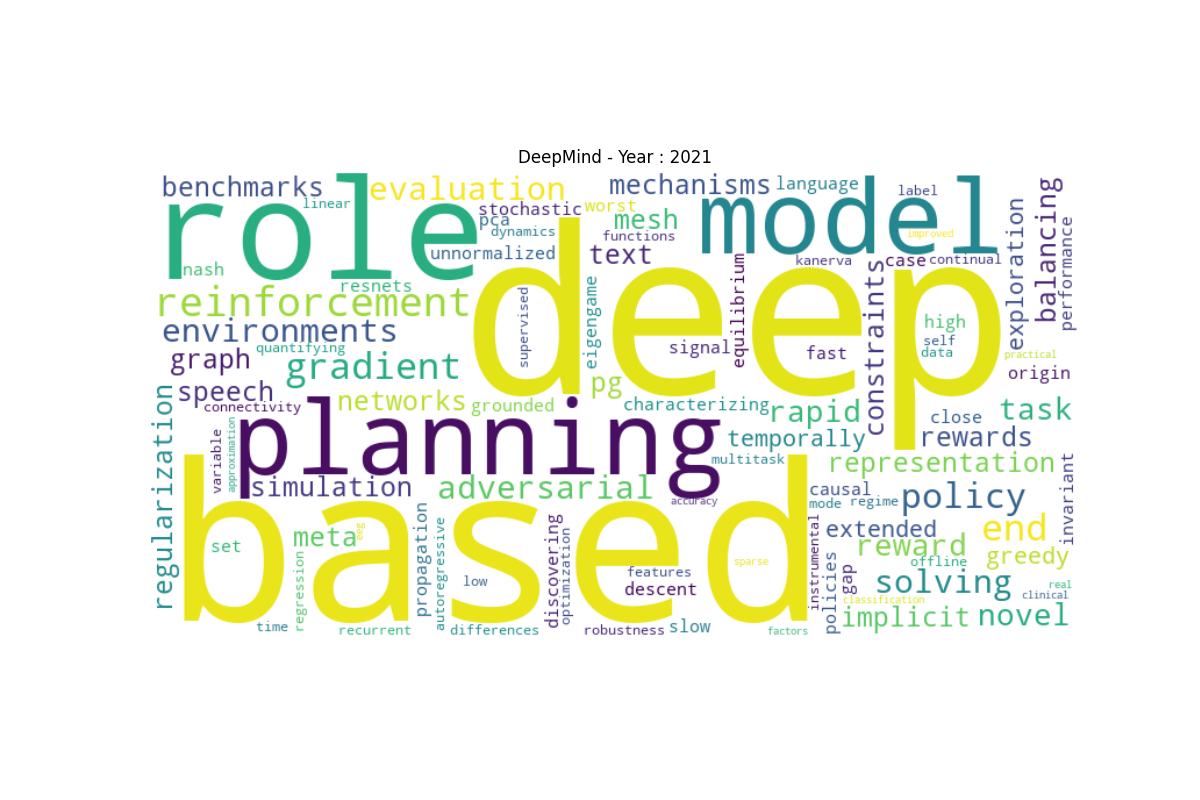 DeepMind - Year : 2021
benchmarks
role
evaluation
mechanisms
language
model
label
balancing
linear
stochastic
worst
pca
mesh
dynamics
functions
improved
exploration
performance
nash
unnormalized
text
kanerva
case
continual
resnets
deep
equilibrium
constraints
reinforcement
supervised
eigengame
environments
high
graph
quantifying
signal
fast
self
data
practical
gradient
origin
speech
pg
networks
grounded
connectivity
characterizing
rapid
close
task
regularization
variable
approximation
planning
temporally
rewards
multitask
representation
simulation
adversarial
accuracy
causal
mode
regime
policy
invariant
based
meta
eeg
set
regression
propagation
autoregressive
low
discovering
optimization
features
descent
sparse
instrumental
extended
end
reward
greedy
offline
policies
gap
solving
real
clinical
classification
implicit
novel
time
recurrent
differences
robustness
slow
factors